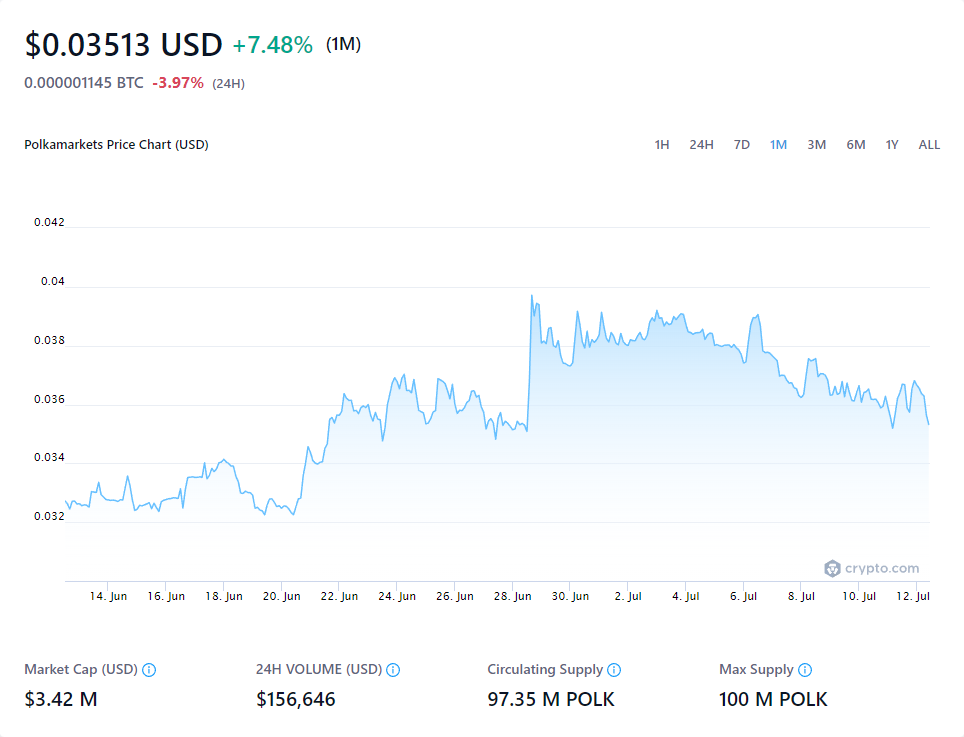 $0.03513 USD +7.48% (1M)
0.000001145 BTC -3.97% (24H)
Polkamarkets Price Chart (USD) 1H 24H 7D 1M 3M 6M 1Y ALL
0.042
0.04
0.038
0.036
0.034
0.032
crypto.com
14. Jun 16. Jun 18. Jun 20. Jun 22. Jun 24. Jun 26. Jun 28. Jun 30. Jun 2. Jul 4. Jul 6. Jul 8. Jul 10. Jul 12. Jul
Market Cap (USD) 24H VOLUME (USD) Circulating Supply Max Supply
$3.42 M $156,646 97.35 M POLK 100 M POLK